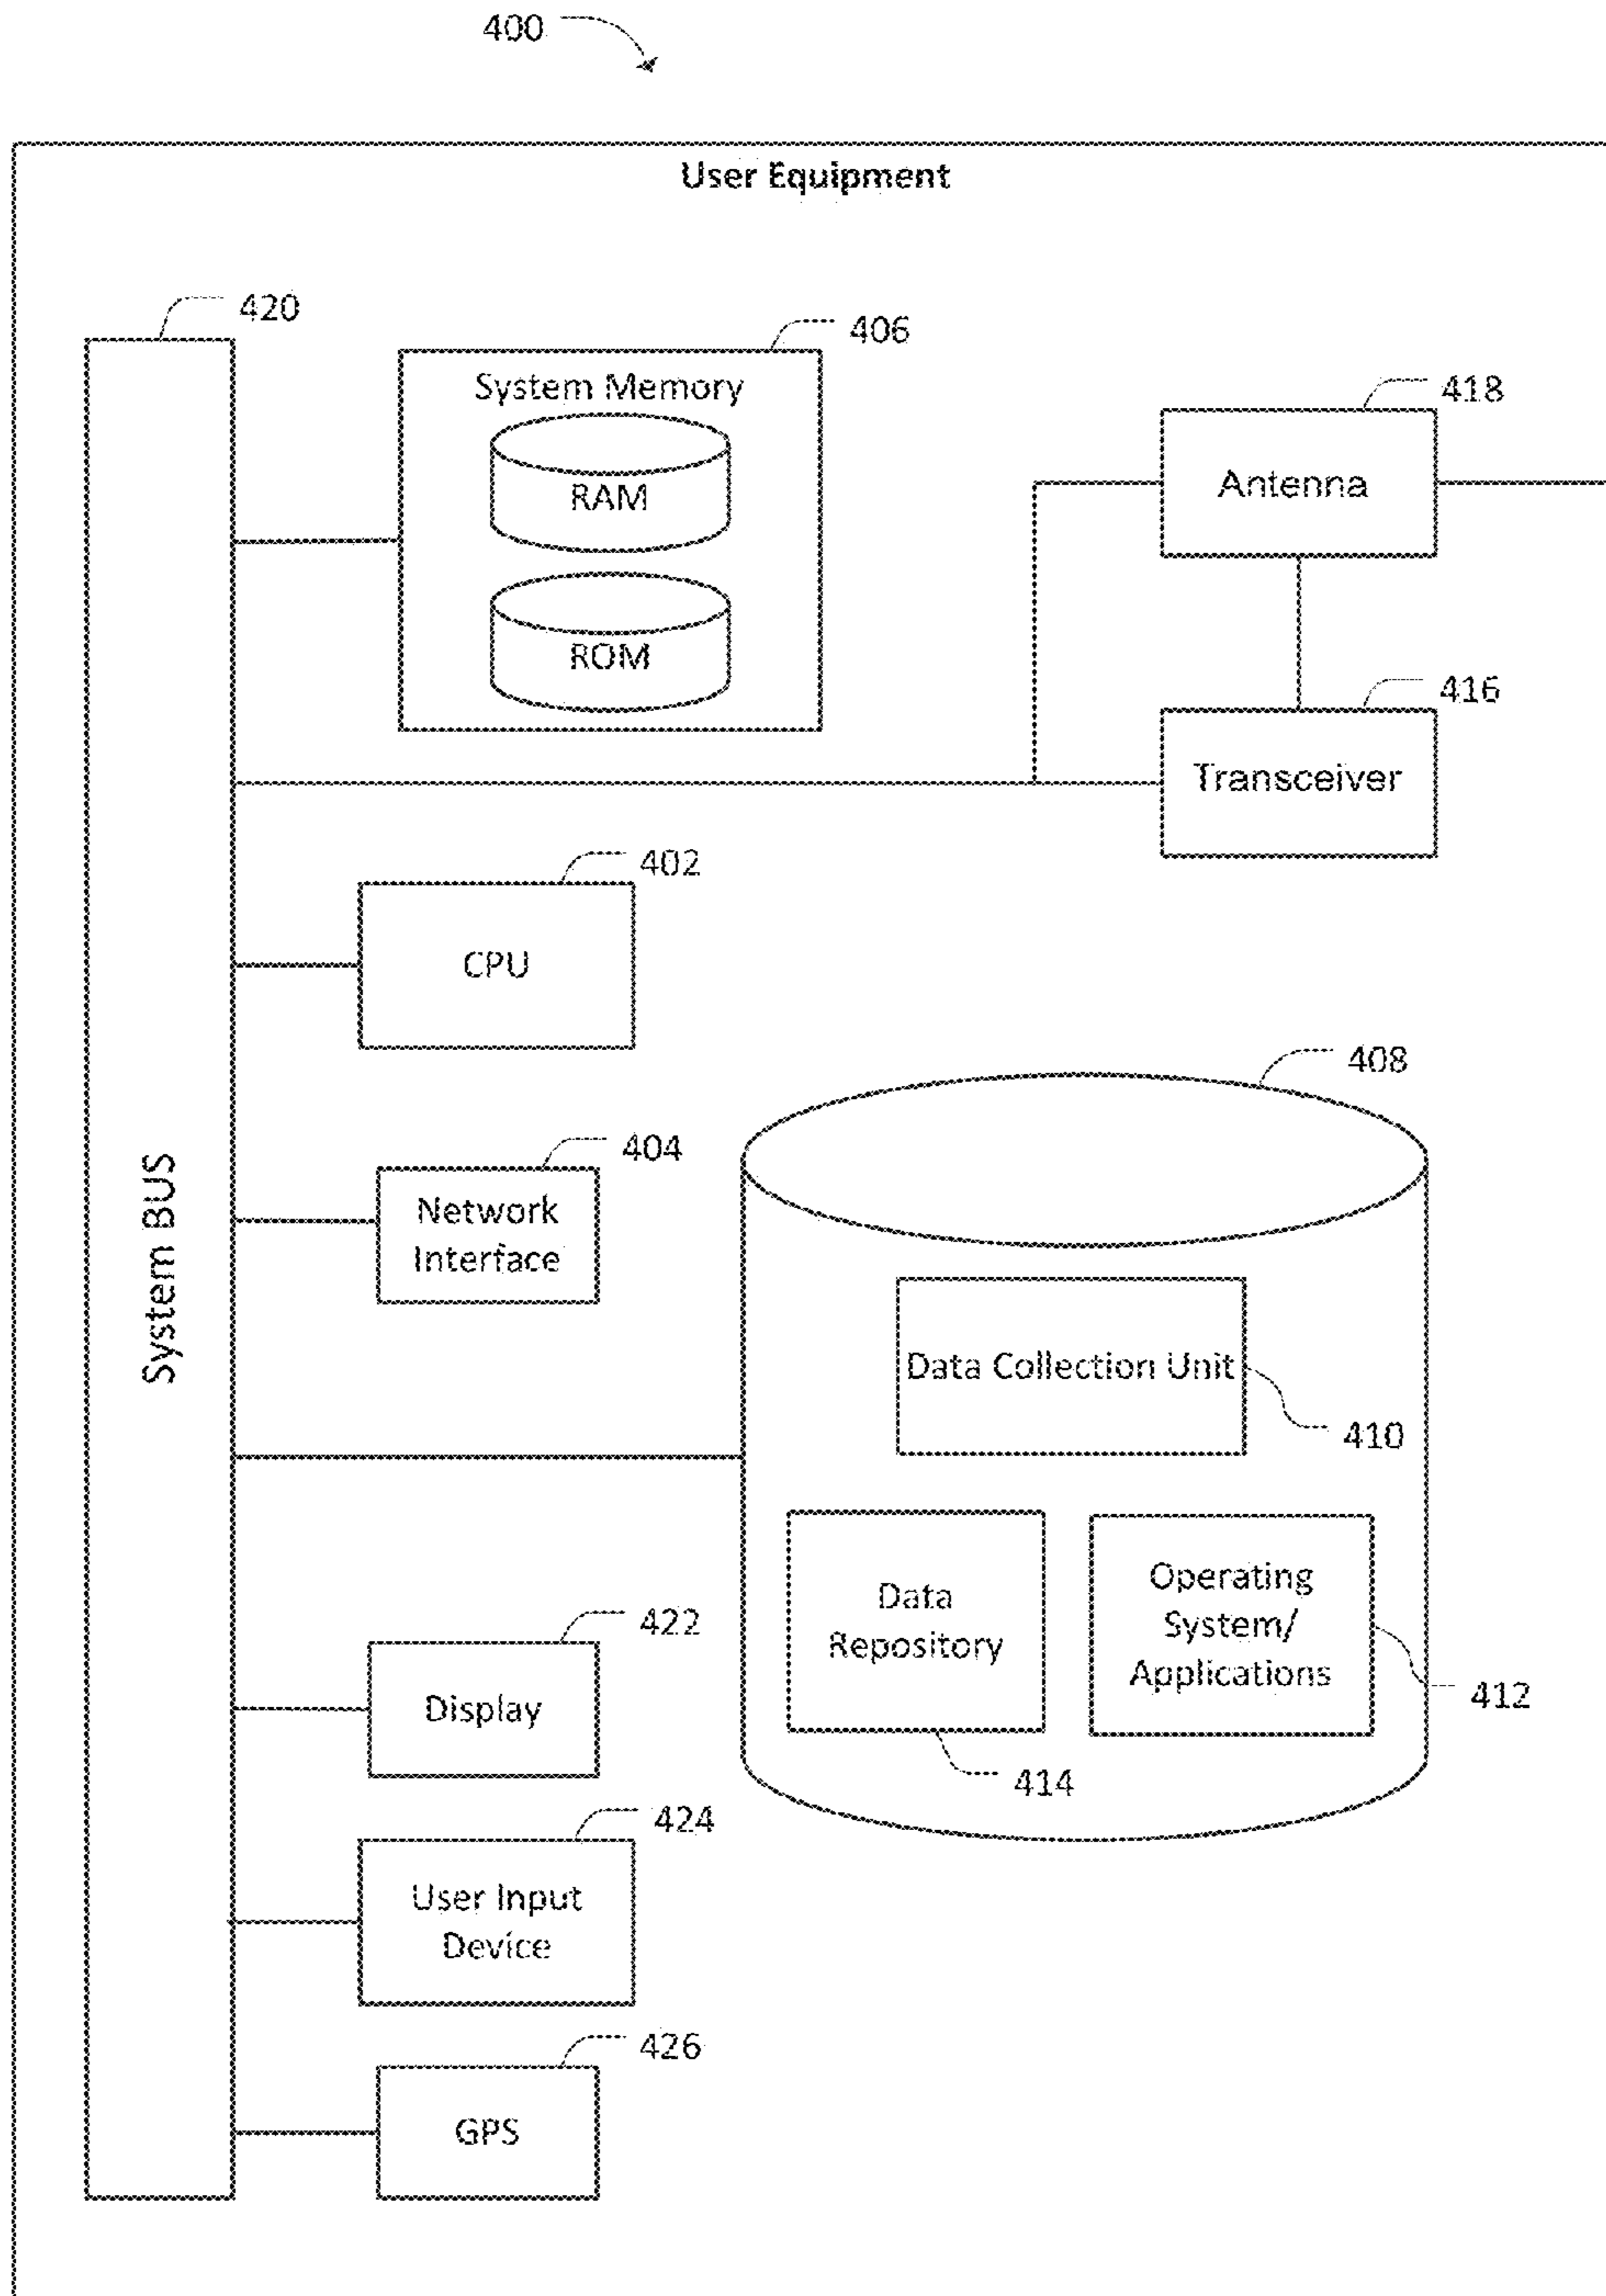 400
User Equipment
420
406
System Memory
RAM
ROM
418
Antenna
416
Transceiver
402
CPU
408
404
Network
Interface
System BUS
Data Collection Unit
410
Data
Repository
414
Operating
System/
Applications
412
422
Display
424
User Input
Device
426
GPS